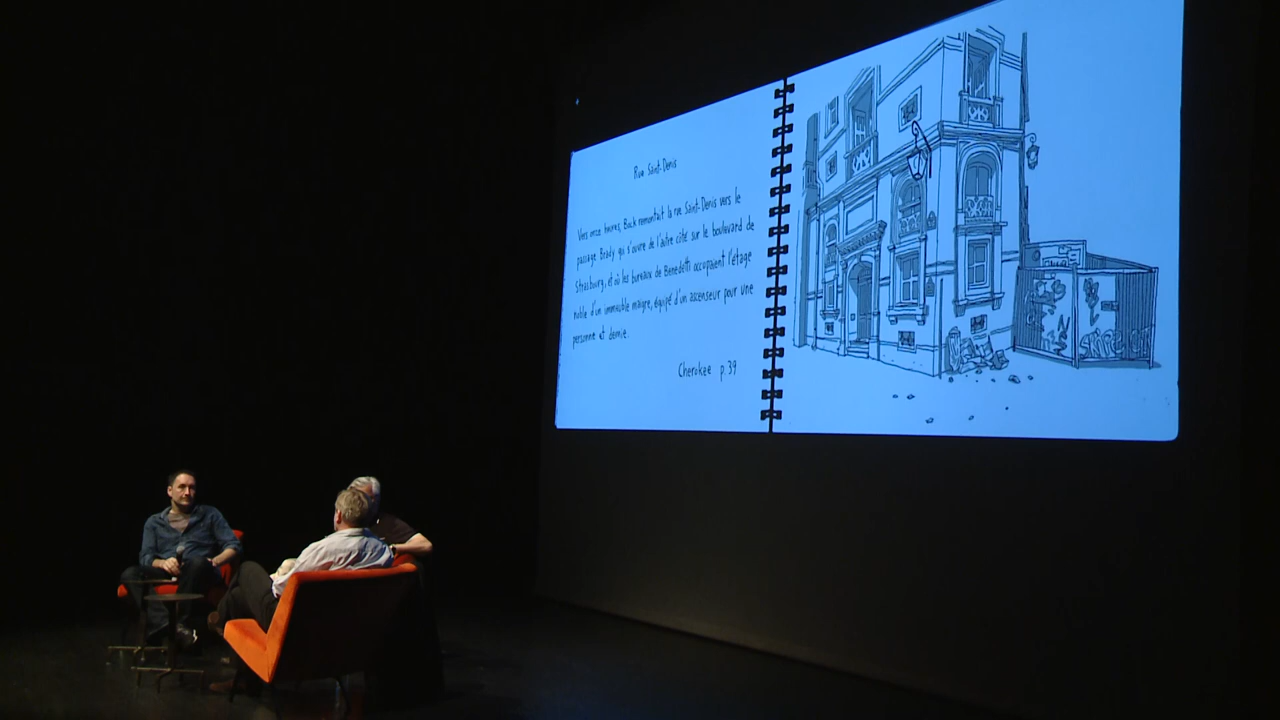 Rue Saint-Denis
Vers onze heures, Buck remontait la rue Saint-Denis vers le
passage Brady qui s'ouvre de l'autre côté sur le boulevard de
Strasbourg, et où les bureaux de Benedetti occupaient l'étage
noble d'un immeuble maigre, équipé d'un ascenseur pour une
personne et demie.
Cherokee p.39